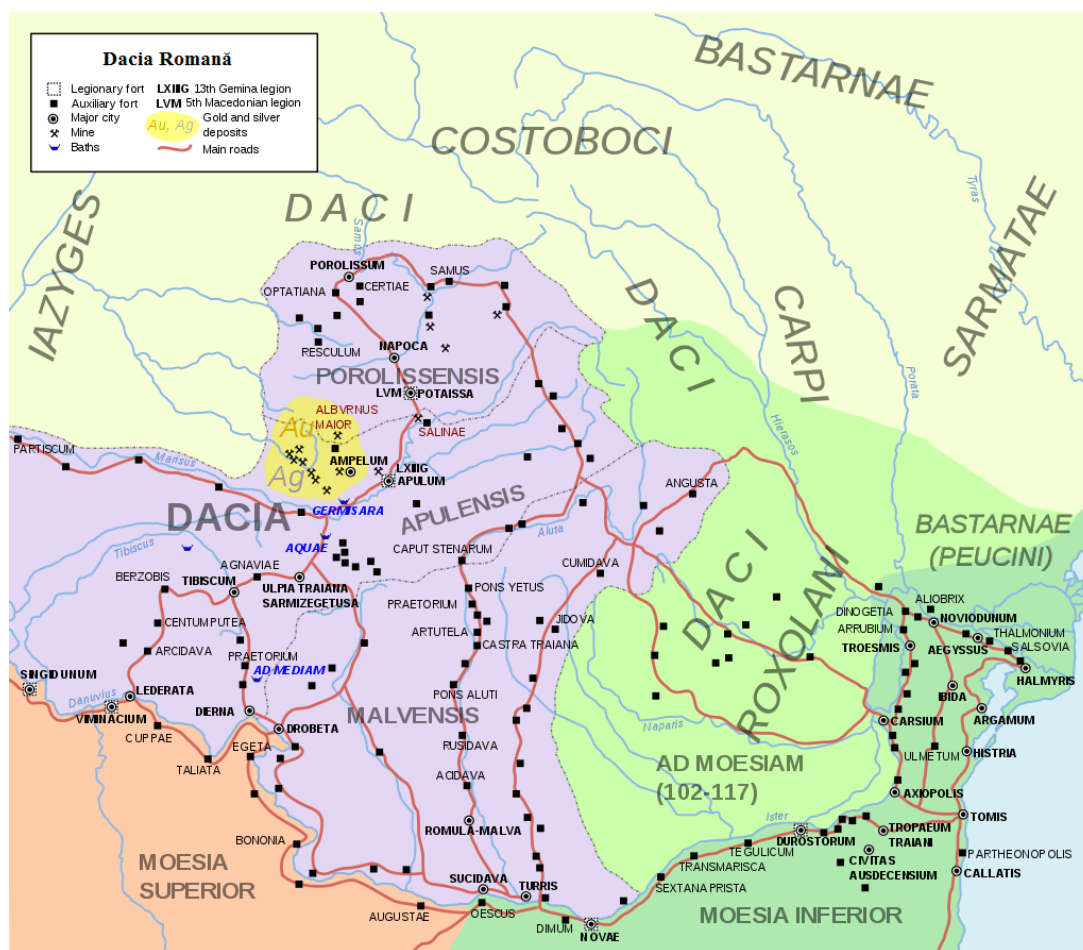 Dacia Romană
Legionary fort
Auxiliary fort
Major city
Mine
Baths
LXIIIG 13th Gemina legion
LVM 5th Macedonian legion
Au, Ag Gold and silver
deposits
Main roads
BASTARNAE
COSTOBOCI
DACI
IAZYGES
SARMATAE
Tyras
Samus
POROLISSUM
SAMUS
OPTATIANA
CERTIAE
DACI
CARPI
RESCULUM
NAPOCA
POROLISSENSIS
LVM
POTAISSA
Porata
Hierasos
ALBVRNUS
MAIOR
Au
SALINAE
PARTISCUM
Marisus
AMPELUM
Ag
LXIIIG
APULUM
ANGUSTA
GERMISARA
DACIA
APULENSIS
BASTARNAE
(PEUCINI)
Aluta
AQUAE
Tibiscus
CAPUT STENARUM
DACI
CUMIDAVA
AGNAVIAE
BERZOBIS
TIBISCUM
ULPIA TRAIANA
SARMIZEGETUSA
PONS VETUS
PRAETORIUM
ROXOLANI
ALIOBRIX
DINOGETIA
NOVIODUNUM
CENTUMPUTEA
ARTUTELA
JIDOVA
ARRUBIUM
THALMONIUM
CASTRA TRAIANA
TROESMIS
AEGYSSUS
SALSOVIA
ARCIDAVA
PRAETORIUM
AD MEDIAM
HALMYRIS
SINGIDUNUM
Danuvius
LEDERATA
PONS ALUTI
IBIDA
VIMINACIUM
DIERNA
MALVENSIS
ARGAMUM
CUPPAE
DROBETA
Naparis
CARSIUM
EGETA
RUSIDAVA
ULMETUM
HISTRIA
TALIATA
AD MOESIAM
(102-117)
ACIDAVA
AXIOPOLIS
BONONIA
ROMULA-MALVA
Ister
TOMIS
DUROSTORUM
TROPAEUM
TRAIANI
MOESIA
SUPERIOR
TEGULICUM
CIVITAS
AUSDECENSIUM
PARTHEONOPOLIS
TRANSMARISCA
CALLATIS
SUCIDAVA
TURRIS
SEXTANA PRISTA
AUGUSTAE
OESCUS
DIMUM
MOESIA INFERIOR
NOVAE